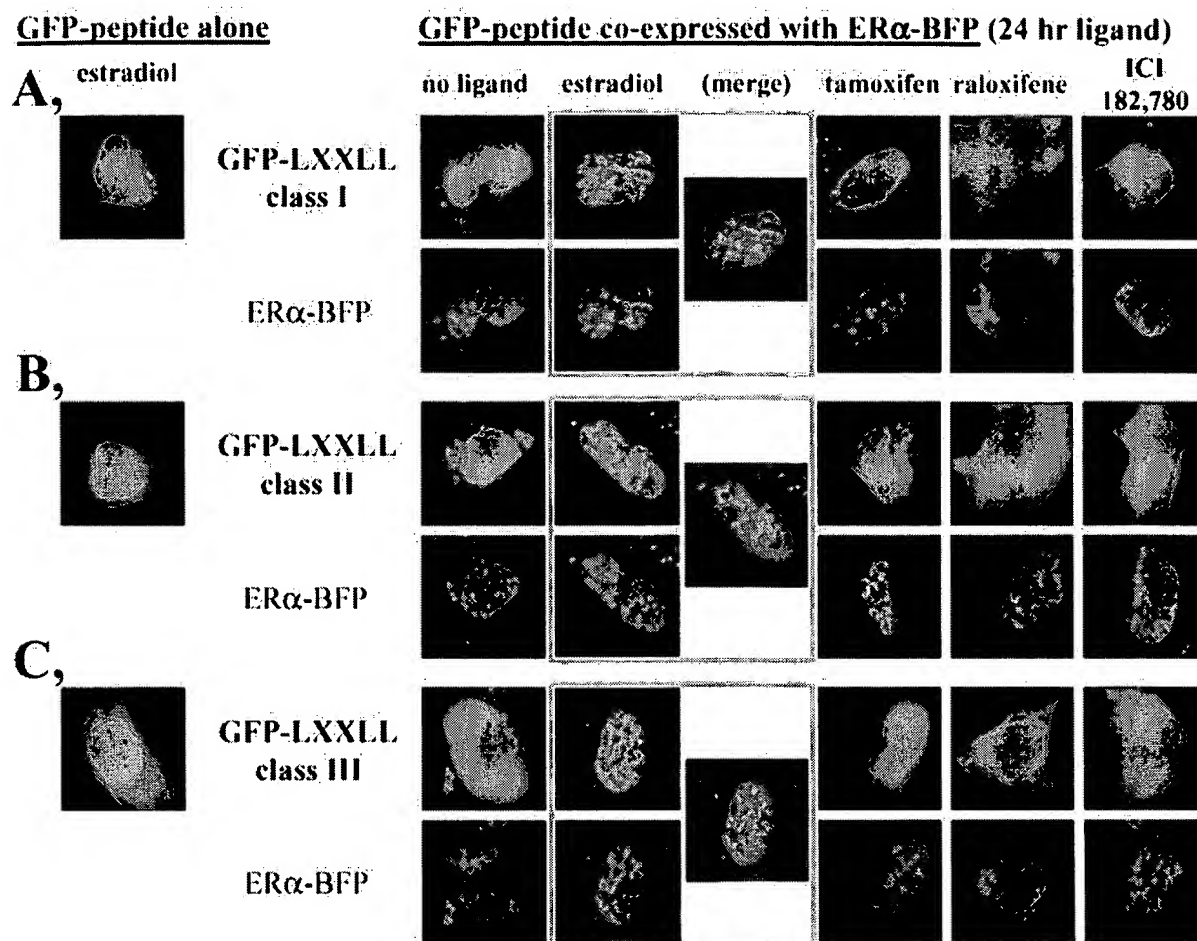 GFP-peptide alone
GFP-peptide co-expressed with ERα-BFP (24 hr ligand)
A,
estradiol
no ligand
estradiol
(merge)
tamoxifen
raloxifene
ICI
182,780
GFP-LXXLL
class I
ERα-BFP
B,
GFP-LXXLL
class II
ERα-BFP
C,
GFP-LXXLL
class III
ERα-BFP